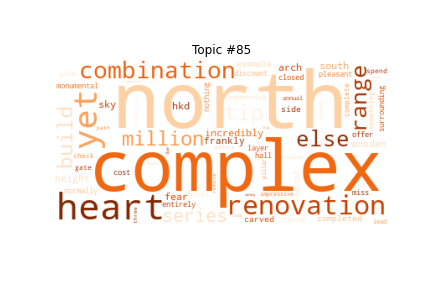 Topic #85
example
south
arch
combination
discount
closed
pleasant
range
spend
monumental
north
sky
hkd
nothing
annual
complete
surrounding
yet
tip
side
build
million
incredibly
else
offer
frankly
wooden
layer
hall
check
height
gate
complex
cost
normally
fear
miss
heart
entirely
impressive
renovation
series
three
carved
completed
lead